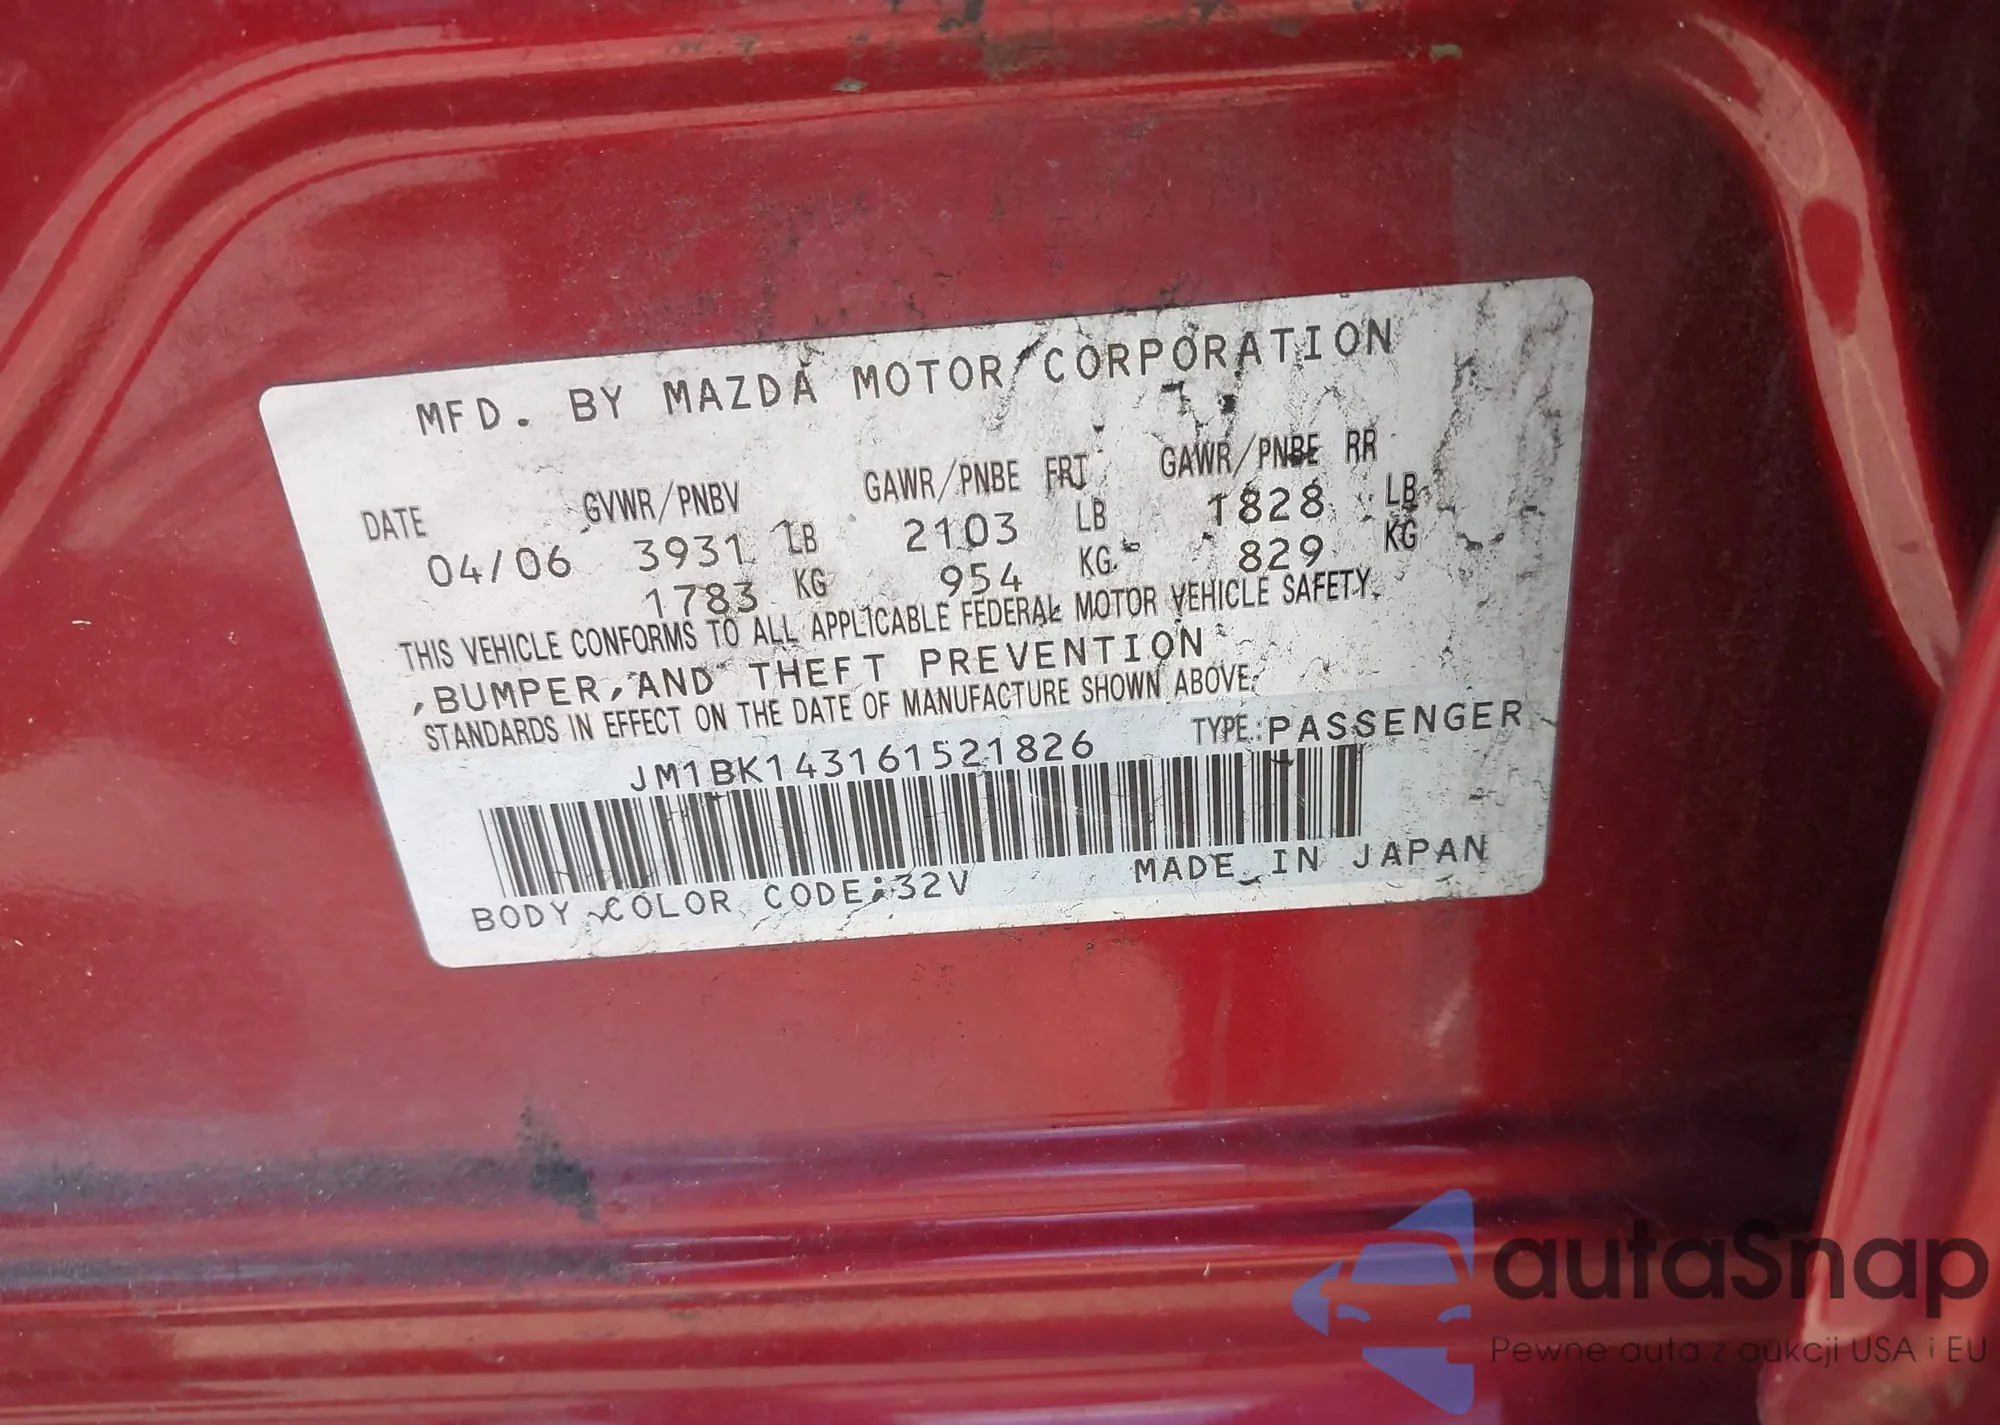 MFD. BY MAZDA MOTOR CORPORATION
DATE GVWR/PNBV GAWR/PNBE FRT GAWR/PNBE RR
04/06 3931 LB 2103 LB 1828 LB
1783 KG 954 KG 829 KG
THIS VEHICLE CONFORMS TO ALL APPLICABLE FEDERAL MOTOR VEHICLE SAFETY,
,BUMPER,AND THEFT PREVENTION
STANDARDS IN EFFECT ON THE DATE OF MANUFACTURE SHOWN ABOVE.
JM1BK143161521826 TYPE:PASSENGER
BODY COLOR CODE:32V MADE IN JAPAN
autaSnap
Pewne auta z aukcji USA i EU